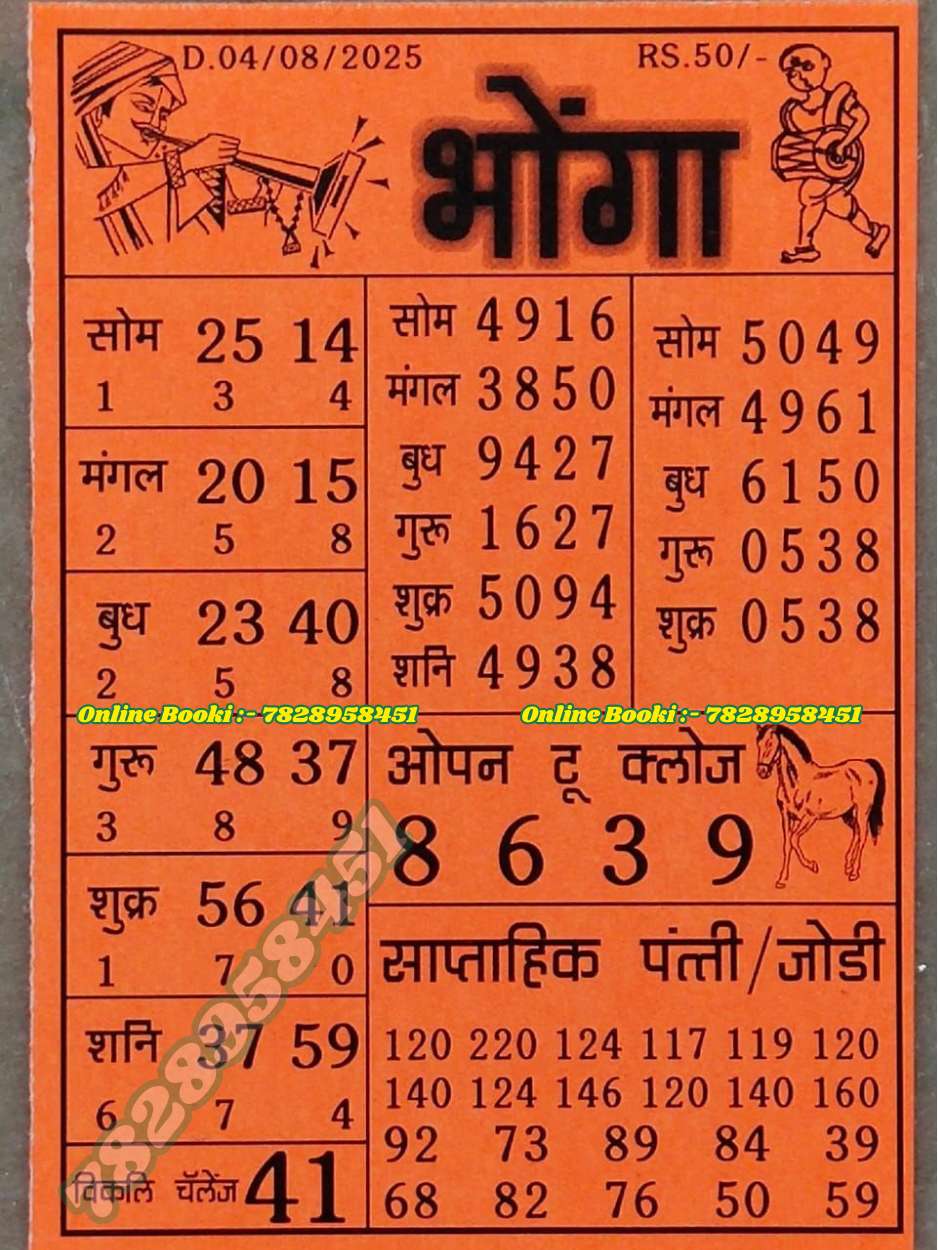 D.04/08/2025 RS.50/-
भोंगा
सोम 25 14
1 3 4
मंगल 20 15
2 5 8
बुध 23 40
2 5 8
गुरू 48 37
3 8 9
शुक्र 56 41
1 7 0
शनि 37 59
6 7 4
विकलि चॅलेंज 41
सोम 4916
मंगल 3850
बुध 9427
गुरू 1627
शुक्र 5094
शनि 4938
सोम 5049
मंगल 4961
बुध 6150
गुरू 0538
शुक्र 0538
Online Booki :- 7828958451 Online Booki :- 7828958451
ओपन टू क्लोज
8 6 3 9
साप्ताहिक पंत्ती/जोडी
120 220 124 117 119 120
140 124 146 120 140 160
92 73 89 84 39
68 82 76 50 59
7828958451